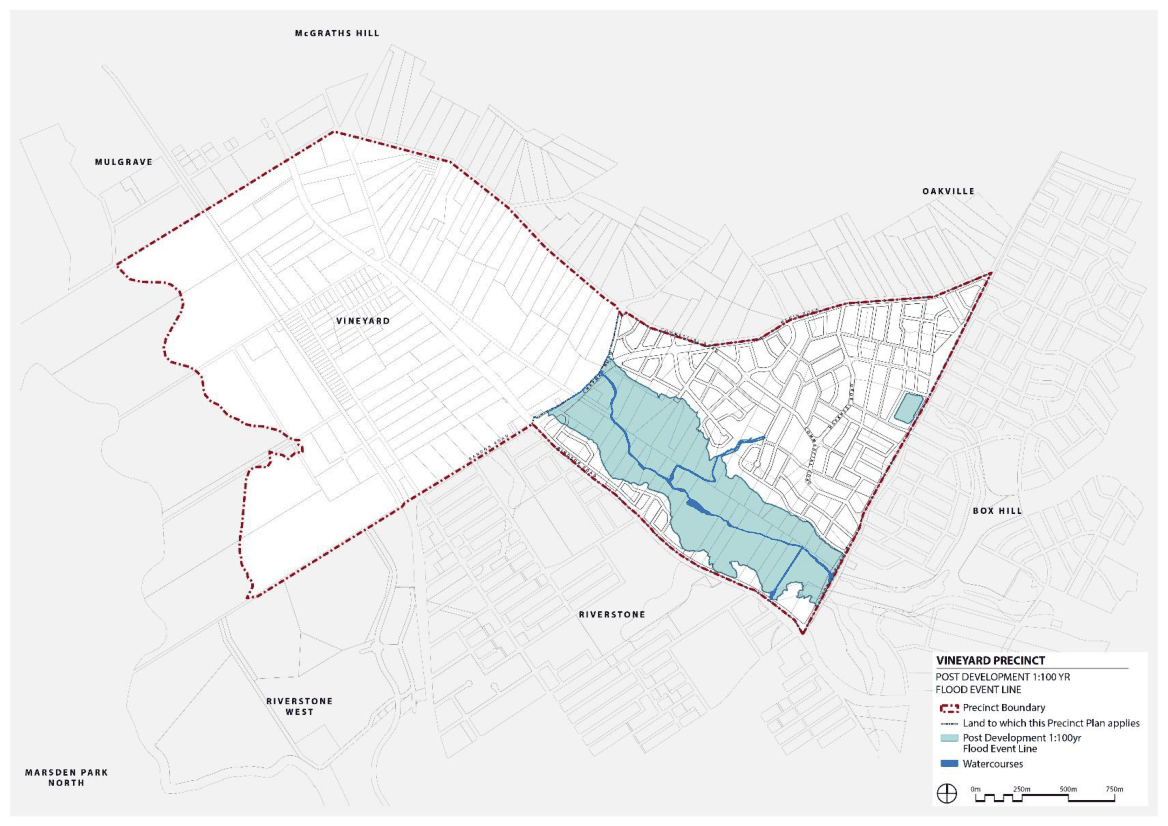 McGRATHS HILL
MULGRAVE
OAKVILLE
VINEYARD
BOX HILL
RIVERSTONE
RIVERSTONE
WEST
MARSDEN PARK
NORTH
VINEYARD PRECINCT
POST DEVELOPMENT 1:100 YR
FLOOD EVENT LINE
Precinct Boundary
Land to which this Precinct Plan applies
Post Development 1:100yr
Flood Event Line
Watercourses
0m 250m 500m 750m